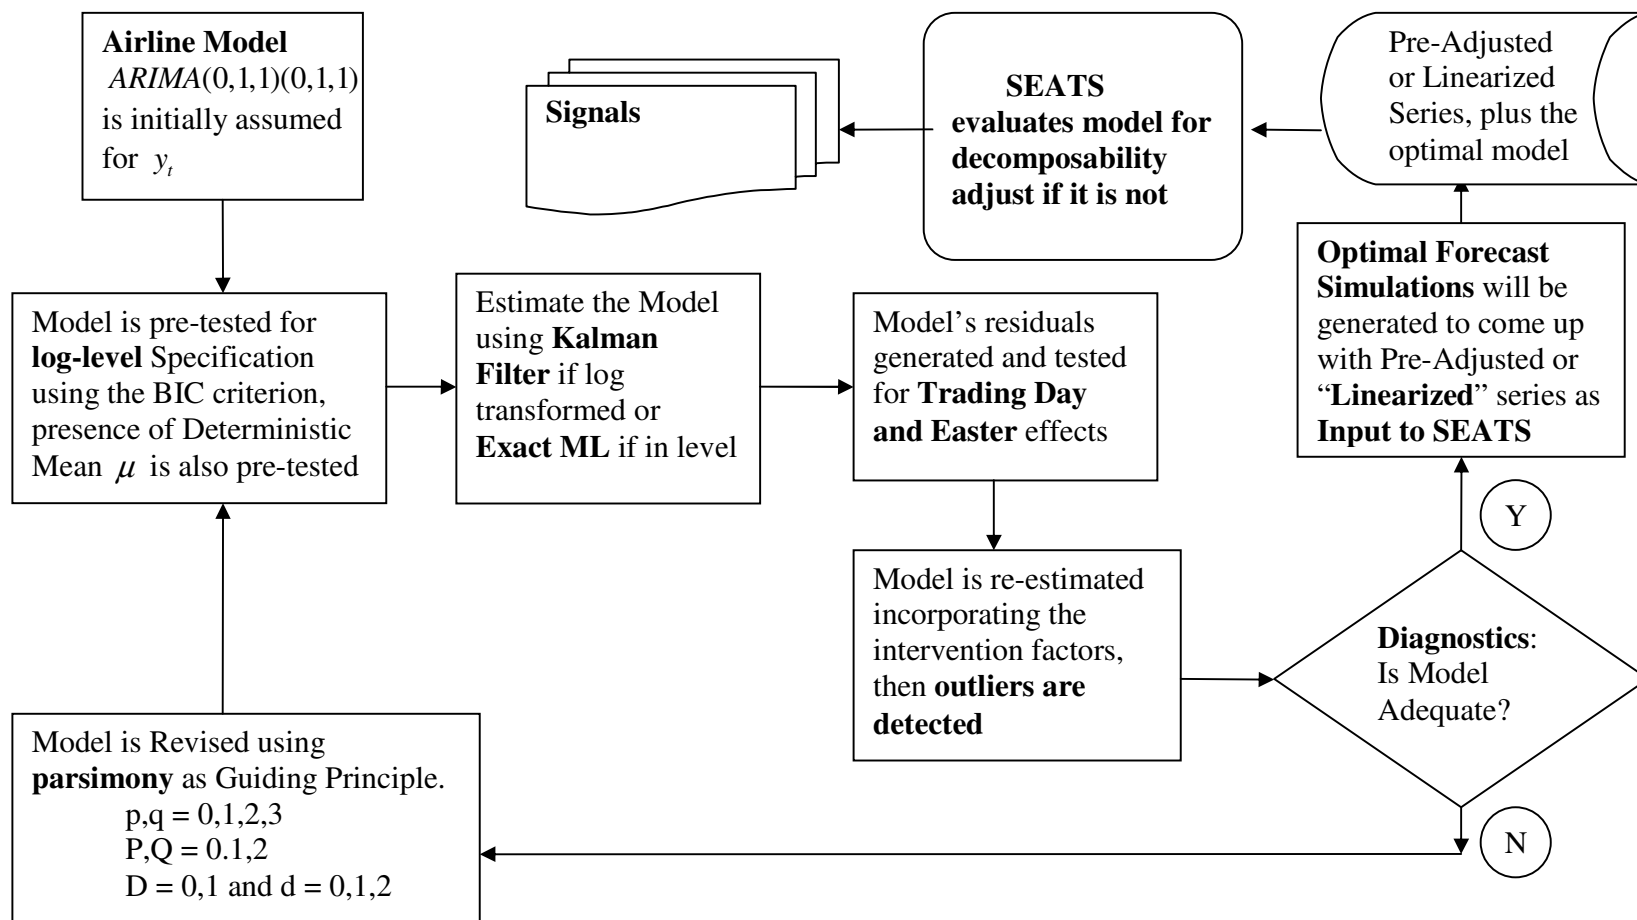 Airline Model
ARIMA(0,1,1)(0,1,1)
is initially assumed
for y_t
Signals
SEATS
evaluates model for
decomposability
adjust if it is not
Pre-Adjusted
or Linearized
Series, plus the
optimal model
Model is pre-tested for
log-level Specification
using the BIC criterion,
presence of Deterministic
Mean μ is also pre-tested
Estimate the Model
using Kalman
Filter if log
transformed or
Exact ML if in level
Model’s residuals
generated and tested
for Trading Day
and Easter effects
Optimal Forecast
Simulations will be
generated to come up
with Pre-Adjusted or
“Linearized” series as
Input to SEATS
Y
Model is re-estimated
incorporating the
intervention factors,
then outliers are
detected
Diagnostics:
Is Model
Adequate?
N
Model is Revised using
parsimony as Guiding Principle.
p,q = 0,1,2,3
P,Q = 0.1,2
D = 0,1 and d = 0,1,2